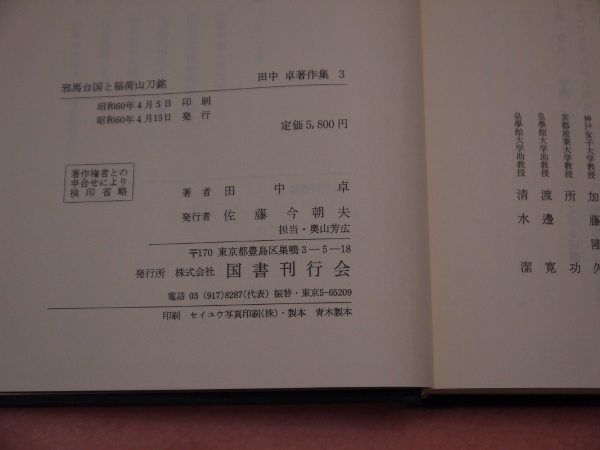 邪馬台国と稲荷山刀銘
田中 卓著作集 3
昭和60年4月5日 印刷
昭和60年4月15日 発行
定価5,800円
著作権者との
申合せにより
検印省略
著者 田中卓
発行者 佐藤今朝夫
担当・奥山芳広
〒170 東京都豊島区巣鴨3―5―18
発行所 株式会社 国書刊行会
電話 03 (917)8287(代表) 振替・東京5-65209
印刷 セイユウ写真印刷(株)・製本 青木製本
神戸女子大学教授 加藤隆
京都産業大学教授 所功
皇學館大学助教授 渡邊寛
皇學館大学助教授 清水潔